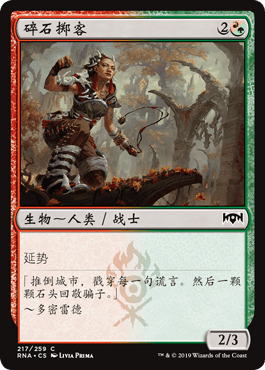 碎石掷客 2
生物～人类 / 战士
延势
「推倒城市，戳穿每一句谎言。然后一颗
颗石头回敬骗子。」
～多密雷德
217/259 C
RNA • CS LIVIA PRIMA
™ & © 2019 Wizards of the Coast
2/3